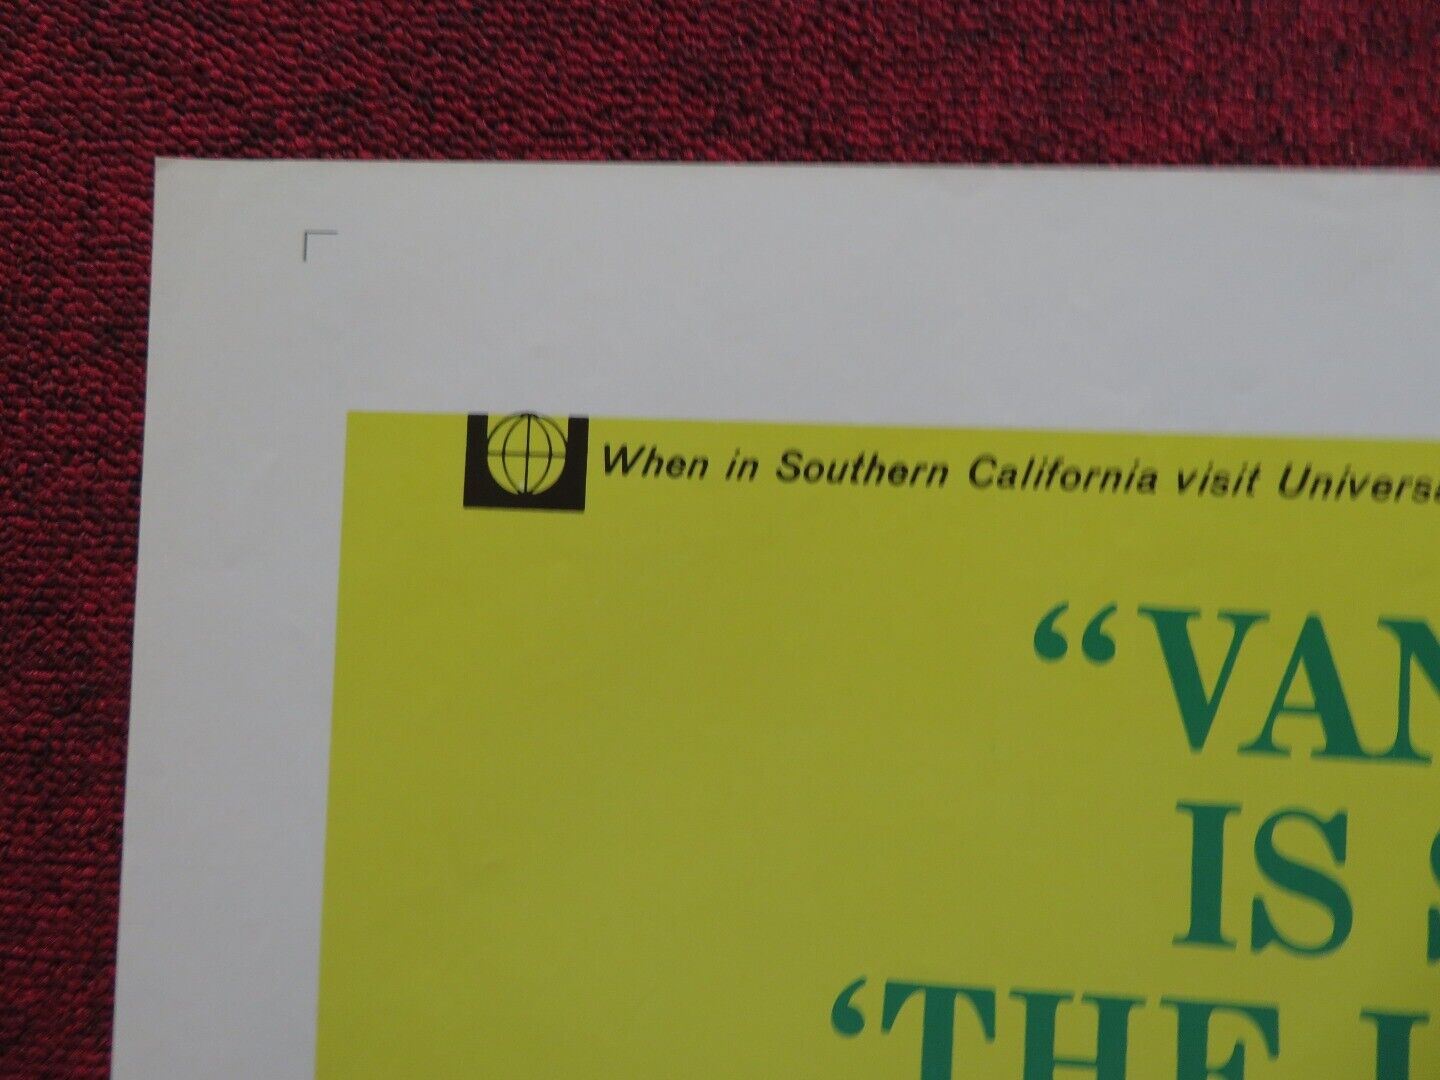 When in Southern California visit Univers
“VAN
IS S
‘THE